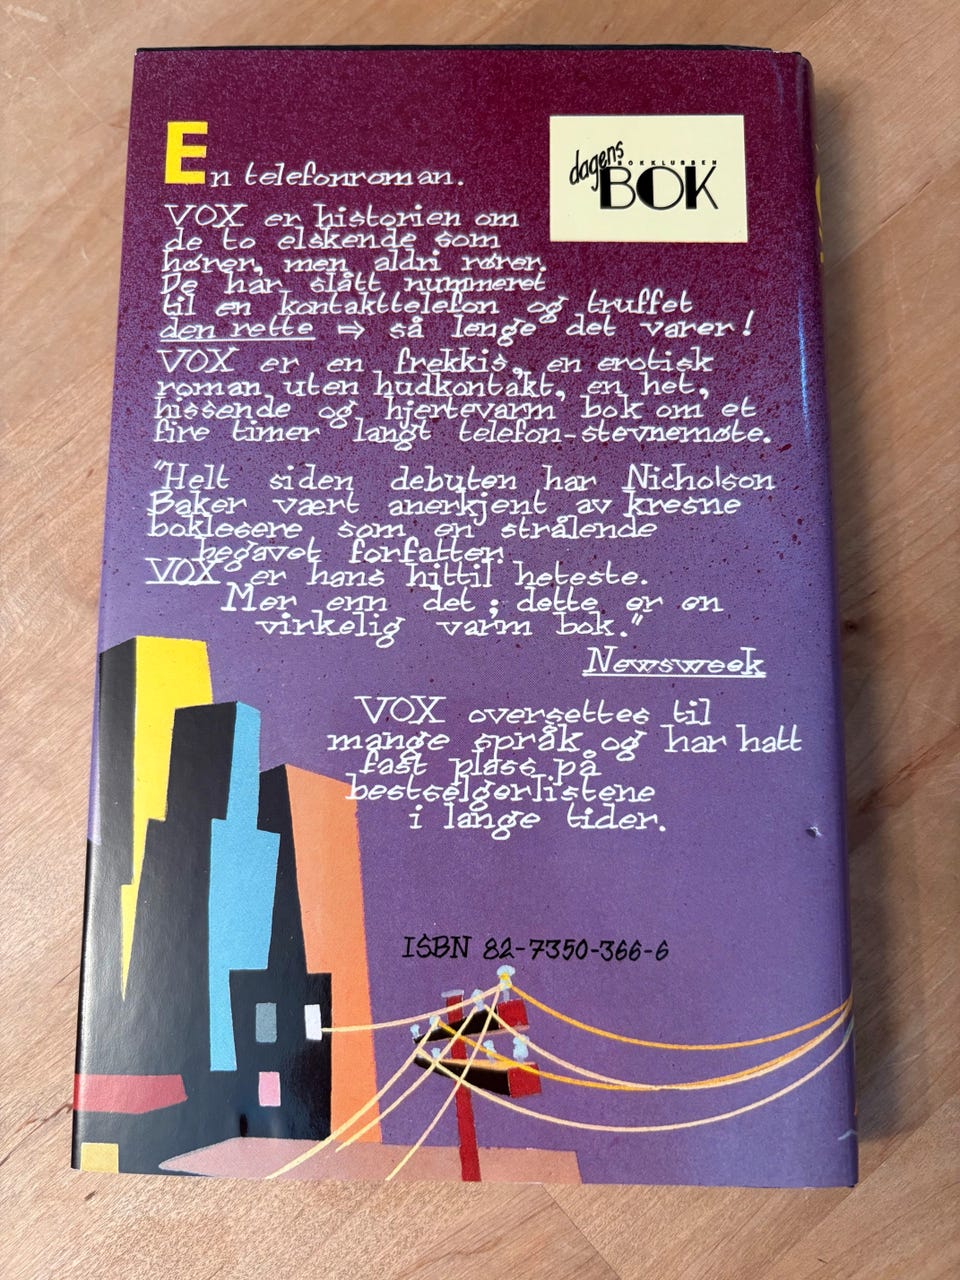 En telefonroman.
dagens
BOKKLUBBEN
BOK
VOX er historien om
de to elskende som
hører, men aldri rører.
De har slått nummeret
til en kontakttelefon og truffet
den rette ⇨ så lenge det varer!
VOX er en frekkis, en erotisk
roman uten hudkontakt, en het,
hissende og hjertevarm bok om et
fire timer langt telefon-stevnemøte.
"Helt siden debuten har Nicholson
Baker vært anerkjent av kresne
boklesere som en strålende
begavet forfatter.
VOX er hans hittil heteste.
Mer enn det; dette er en
virkelig varm bok."
Newsweek
VOX oversettes til
mange språk og har hatt
fast plass på
bestselgerlistene
i lange tider.
ISBN 82-7350-366-6